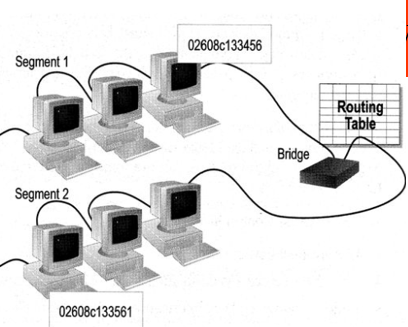 02608c133456
Segment 1
Routing
Table
Bridge
Segment 2
02608c133561